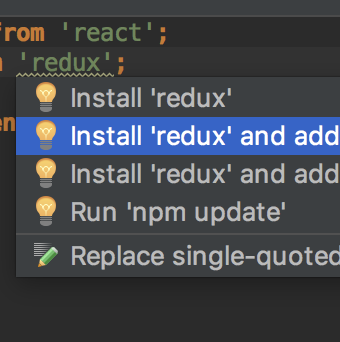 from 'react';
'redux';
Install 'redux'
Install 'redux' and add
Install 'redux' and add
Run 'npm update'
Replace single-quoted